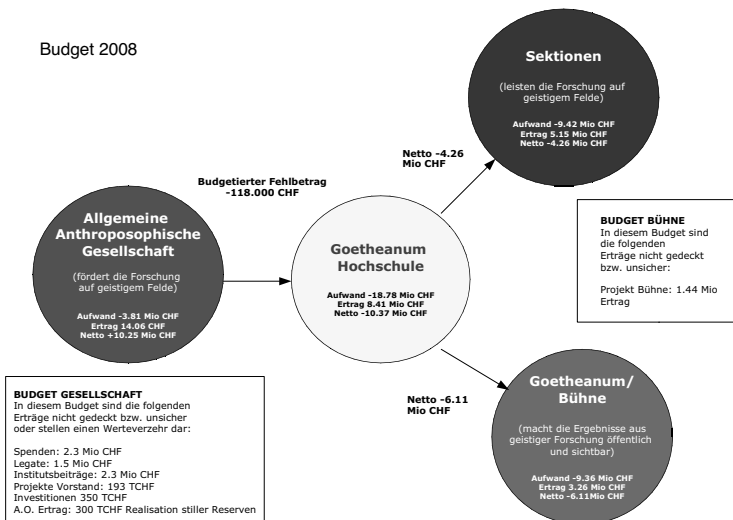 Budget 2008
Sektionen
(leisten die Forschung auf
geistigem Felde)
Aufwand -9.42 Mio CHF
Ertrag 5.15 Mio CHF
Netto -4.26 Mio CHF
Netto -4.26
Mio CHF
Budgetierter Fehlbetrag
-118.000 CHF
Allgemeine
Anthroposophische
Gesellschaft
(fördert die Forschung
auf geistigem Felde)
Aufwand -3.81 Mio CHF
Ertrag 14.06 Mio CHF
Netto +10.25 Mio CHF
Goetheanum
Hochschule
Aufwand -18.78 Mio CHF
Ertrag 8.41 Mio CHF
Netto -10.37 Mio CHF
BUDGET BÜHNE
In diesem Budget sind
die folgenden
Erträge nicht gedeckt
bzw. unsicher:
Projekt Bühne: 1.44 Mio
Ertrag
Netto -6.11
Mio CHF
Goetheanum/
Bühne
(macht die Ergebnisse aus
geistiger Forschung öffentlich
und sichtbar)
Aufwand -9.36 Mio CHF
Ertrag 3.26 Mio CHF
Netto -6.11Mio CHF
BUDGET GESELLSCHAFT
In diesem Budget sind die folgenden
Erträge nicht gedeckt bzw. unsicher
oder stellen einen Werteverzehr dar:
Spenden: 2.3 Mio CHF
Legate: 1.5 Mio CHF
Institutsbeiträge: 2.3 Mio CHF
Projekte Vorstand: 193 TCHF
Investitionen 350 TCHF
A.O. Ertrag: 300 TCHF Realisation stiller Reserven